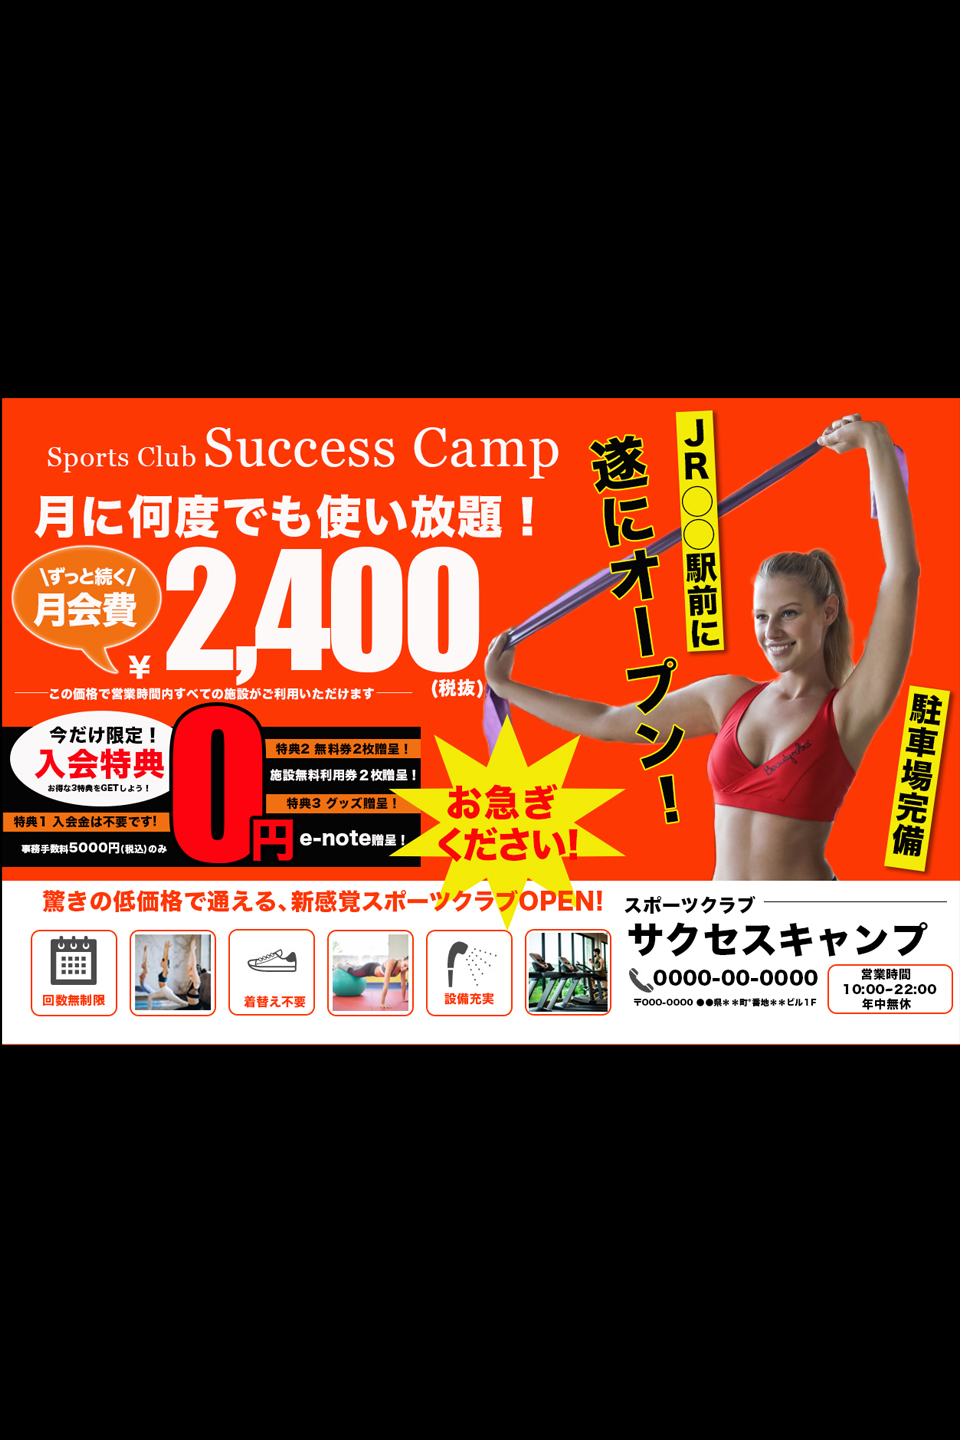 Sports Club Success Camp
月に何度でも使い放題！
\ずっと続く/
月会費
¥2,400
(税抜)
この価格で営業時間内すべての施設がご利用いただけます
JR○○駅前に
遂にオープン！
駐車場完備
今だけ限定！
入会特典
お得な3特典をGETしよう！
0円
特典1 入会金は不要です!
事務手数料5000円(税込)のみ
特典2 無料券2枚贈呈！
施設無料利用券２枚贈呈！
特典3 グッズ贈呈！
e-note贈呈！
お急ぎ
ください!
Beautyrebel
驚きの低価格で通える、新感覚スポーツクラブOPEN!
回数無制限
着替え不要
設備充実
スポーツクラブ
サクセスキャンプ
0000-00-0000
〒000-0000 ●●県＊＊町*番地＊＊ビル１F
営業時間
10:00~22:00
年中無休